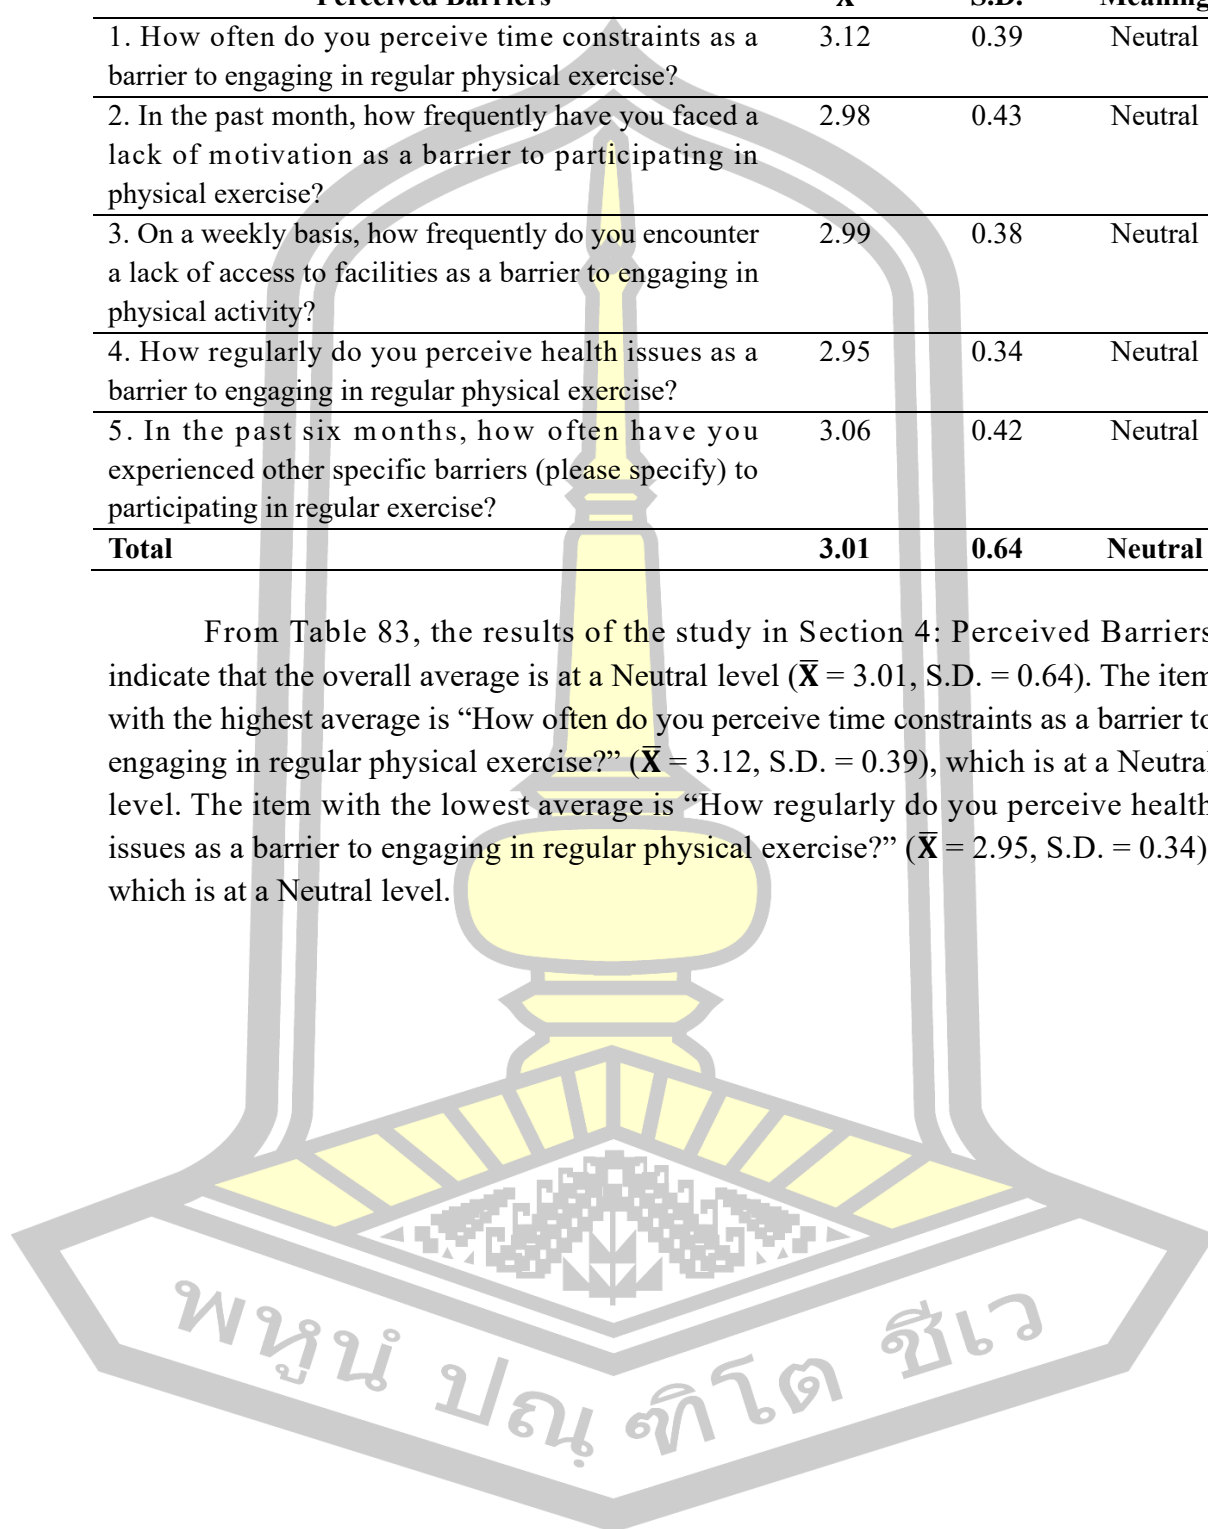 Perceived Barriers X̄ S.D. Meaning
1. How often do you perceive time constraints as a 3.12 0.39 Neutral
barrier to engaging in regular physical exercise?
2. In the past month, how frequently have you faced a 2.98 0.43 Neutral
lack of motivation as a barrier to participating in
physical exercise?
3. On a weekly basis, how frequently do you encounter 2.99 0.38 Neutral
a lack of access to facilities as a barrier to engaging in
physical activity?
4. How regularly do you perceive health issues as a 2.95 0.34 Neutral
barrier to engaging in regular physical exercise?
5. In the past six months, how often have you 3.06 0.42 Neutral
experienced other specific barriers (please specify) to
participating in regular exercise?
Total 3.01 0.64 Neutral
From Table 83, the results of the study in Section 4: Perceived Barriers
indicate that the overall average is at a Neutral level (X̄ = 3.01, S.D. = 0.64). The item
with the highest average is “How often do you perceive time constraints as a barrier to
engaging in regular physical exercise?” (X̄ = 3.12, S.D. = 0.39), which is at a Neutral
level. The item with the lowest average is “How regularly do you perceive health
issues as a barrier to engaging in regular physical exercise?” (X̄ = 2.95, S.D. = 0.34)
which is at a Neutral level.
พหูนํ ปณฺฑิโต ชีเว